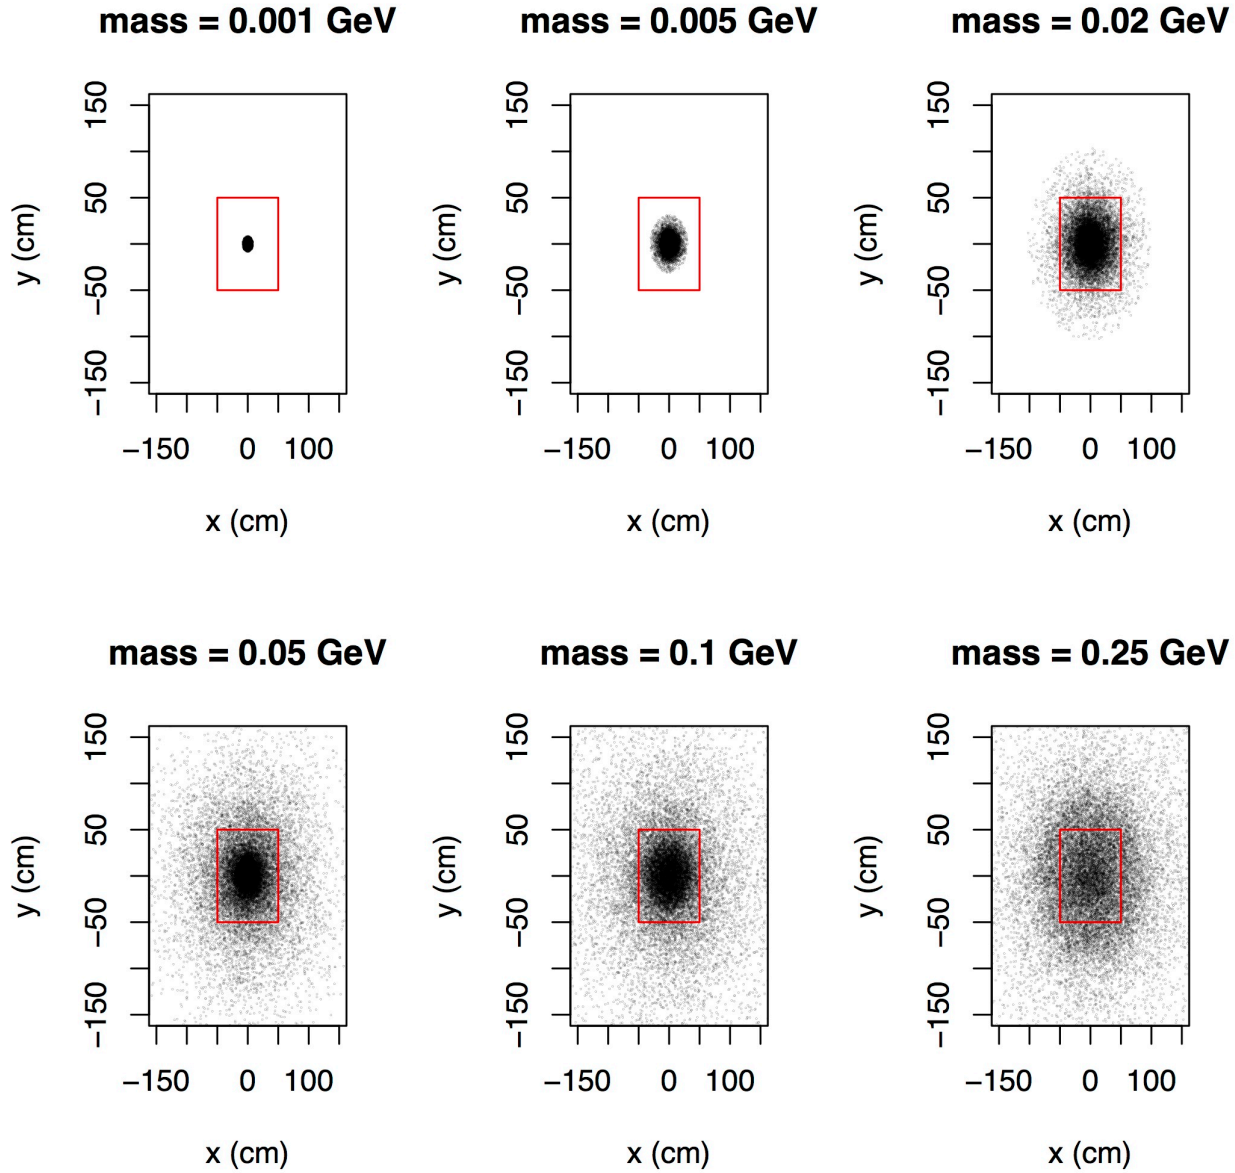 mass = 0.001 GeV
150
50
−50
−150
y (cm)
−150 0 100
x (cm)
mass = 0.005 GeV
150
50
−50
−150
y (cm)
−150 0 100
x (cm)
mass = 0.02 GeV
150
50
−50
−150
y (cm)
−150 0 100
x (cm)
mass = 0.05 GeV
150
50
−50
−150
y (cm)
−150 0 100
x (cm)
mass = 0.1 GeV
150
50
−50
−150
y (cm)
−150 0 100
x (cm)
mass = 0.25 GeV
150
50
−50
−150
y (cm)
−150 0 100
x (cm)